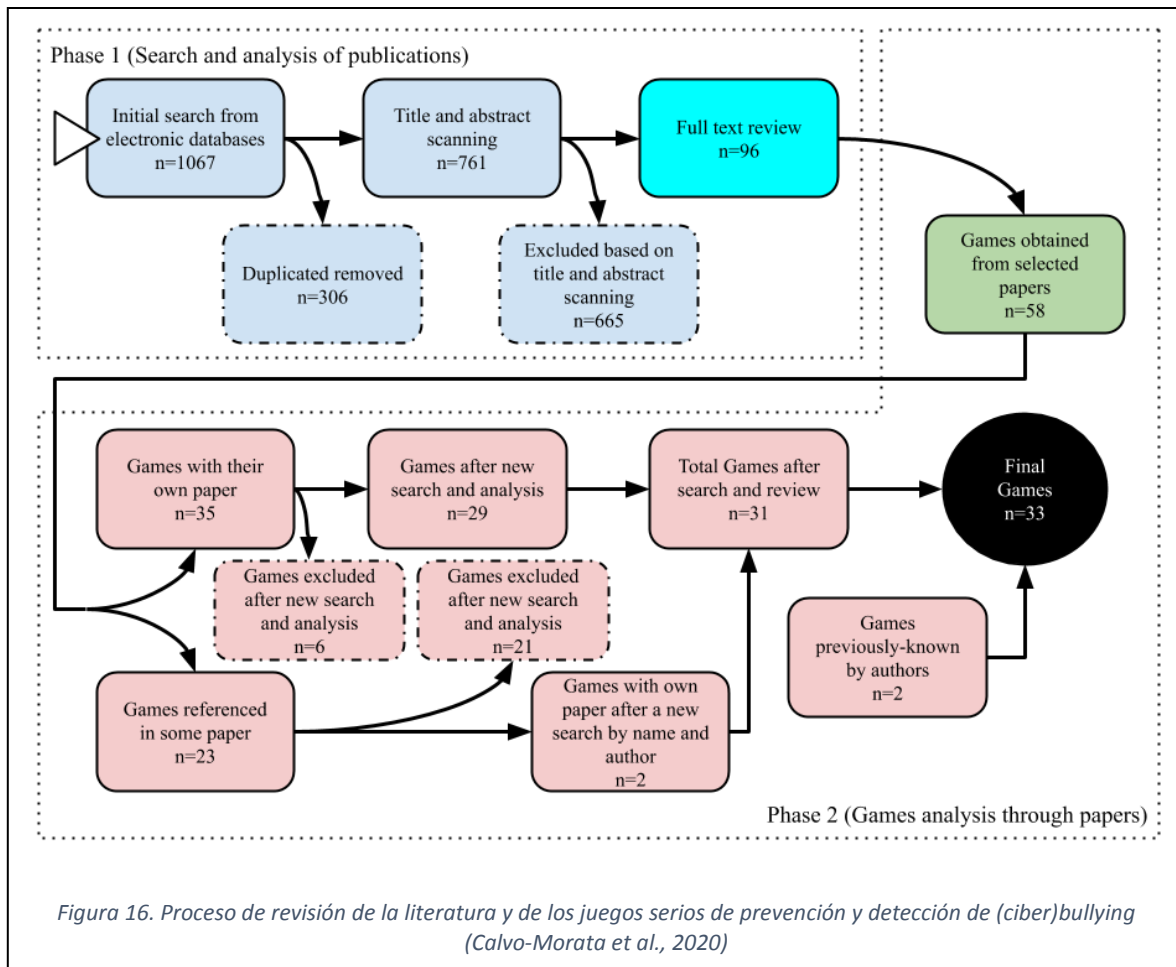 Phase 1 (Search and analysis of publications)
Initial search from
electronic databases
n=1067
Title and abstract
scanning
n=761
Full text review
n=96
Duplicated removed
n=306
Excluded based on
title and abstract
scanning
n=665
Games obtained
from selected
papers
n=58
Games with their
own paper
n=35
Games after new
search and analysis
n=29
Total Games after
search and review
n=31
Final
Games
n=33
Games excluded
after new search
and analysis
n=6
Games excluded
after new search
and analysis
n=21
Games
previously-known
by authors
n=2
Games referenced
in some paper
n=23
Games with own
paper after a new
search by name and
author
n=2
Phase 2 (Games analysis through papers)
Figura 16. Proceso de revisión de la literatura y de los juegos serios de prevención y detección de (ciber)bullying
(Calvo-Morata et al., 2020)